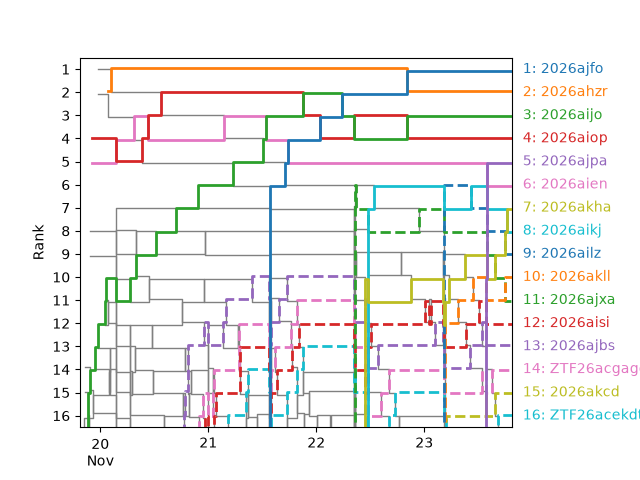 1
2
3
4
5
6
7
8
9
10
11
12
13
14
15
16
Rank
20
21
22
23
Nov
1: 2026ajfo
2: 2026ahzr
3: 2026aijo
4: 2026aiop
5: 2026ajpa
6: 2026aien
7: 2026akha
8: 2026aikj
9: 2026ailz
10: 2026akll
11: 2026ajxa
12: 2026aisi
13: 2026ajbs
14: ZTF26acgag
15: 2026akcd
16: ZTF26acekdt